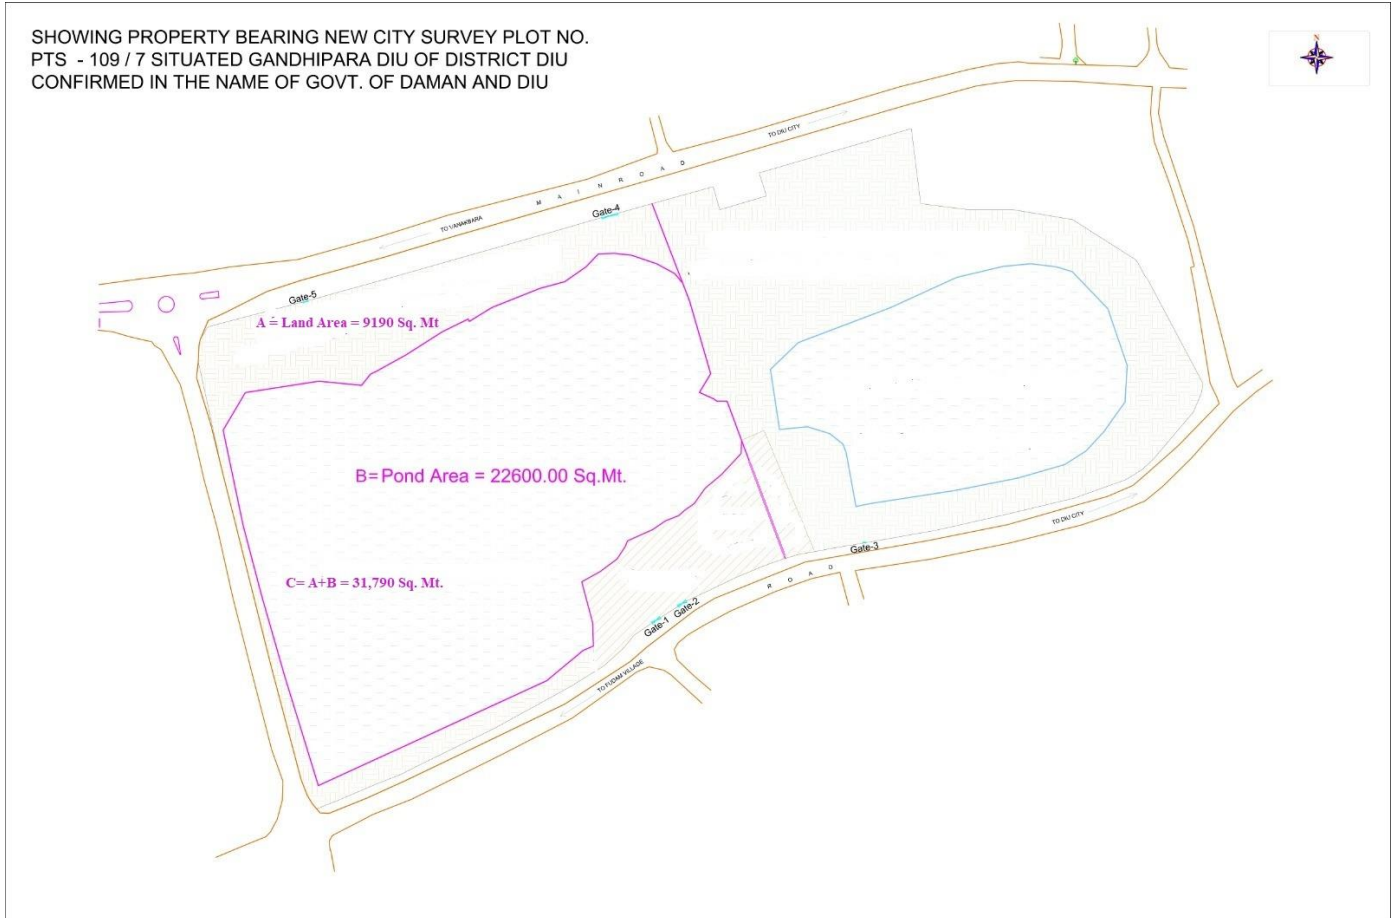 SHOWING PROPERTY BEARING NEW CITY SURVEY PLOT NO.
PTS - 109 / 7 SITUATED GANDHIPARA DIU OF DISTRICT DIU
CONFIRMED IN THE NAME OF GOVT. OF DAMAN AND DIU
N
TO DIU CITY
M A I N R O A D
TO VANAKBARA
Gate-4
Gate-5
A = Land Area = 9190 Sq. Mt
B=Pond Area = 22600.00 Sq.Mt.
C= A+B = 31,790 Sq. Mt.
TO DIU CITY
Gate-3
R O A D
Gate-2
Gate-1
TO FUDAM VILLAGE